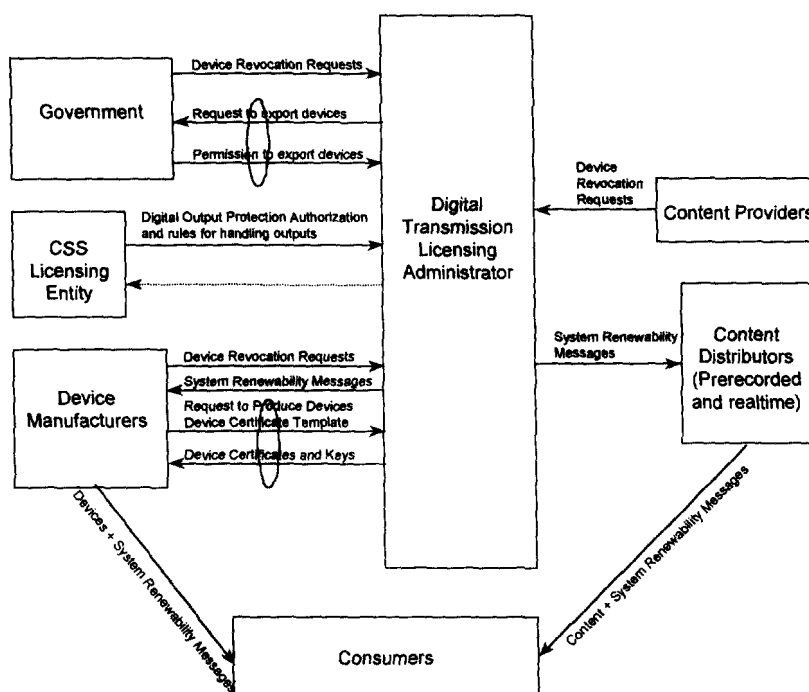 Government
Device Revocation Requests
Request to export devices
Permission to export devices
CSS
Licensing
Entity
Digital Output Protection Authorization
and rules for handling outputs
Device
Manufacturers
Device Revocation Requests
System Renewability Messages
Request to Produce Devices
Device Certificate Template
Device Certificates and Keys
Digital
Transmission
Licensing
Administrator
Device
Revocation
Requests
Content Providers
System Renewability
Messages
Content
Distributors
(Prerecorded
and realtime)
Devices + System Renewability Messages
Content + System Renewability Messages
Consumers